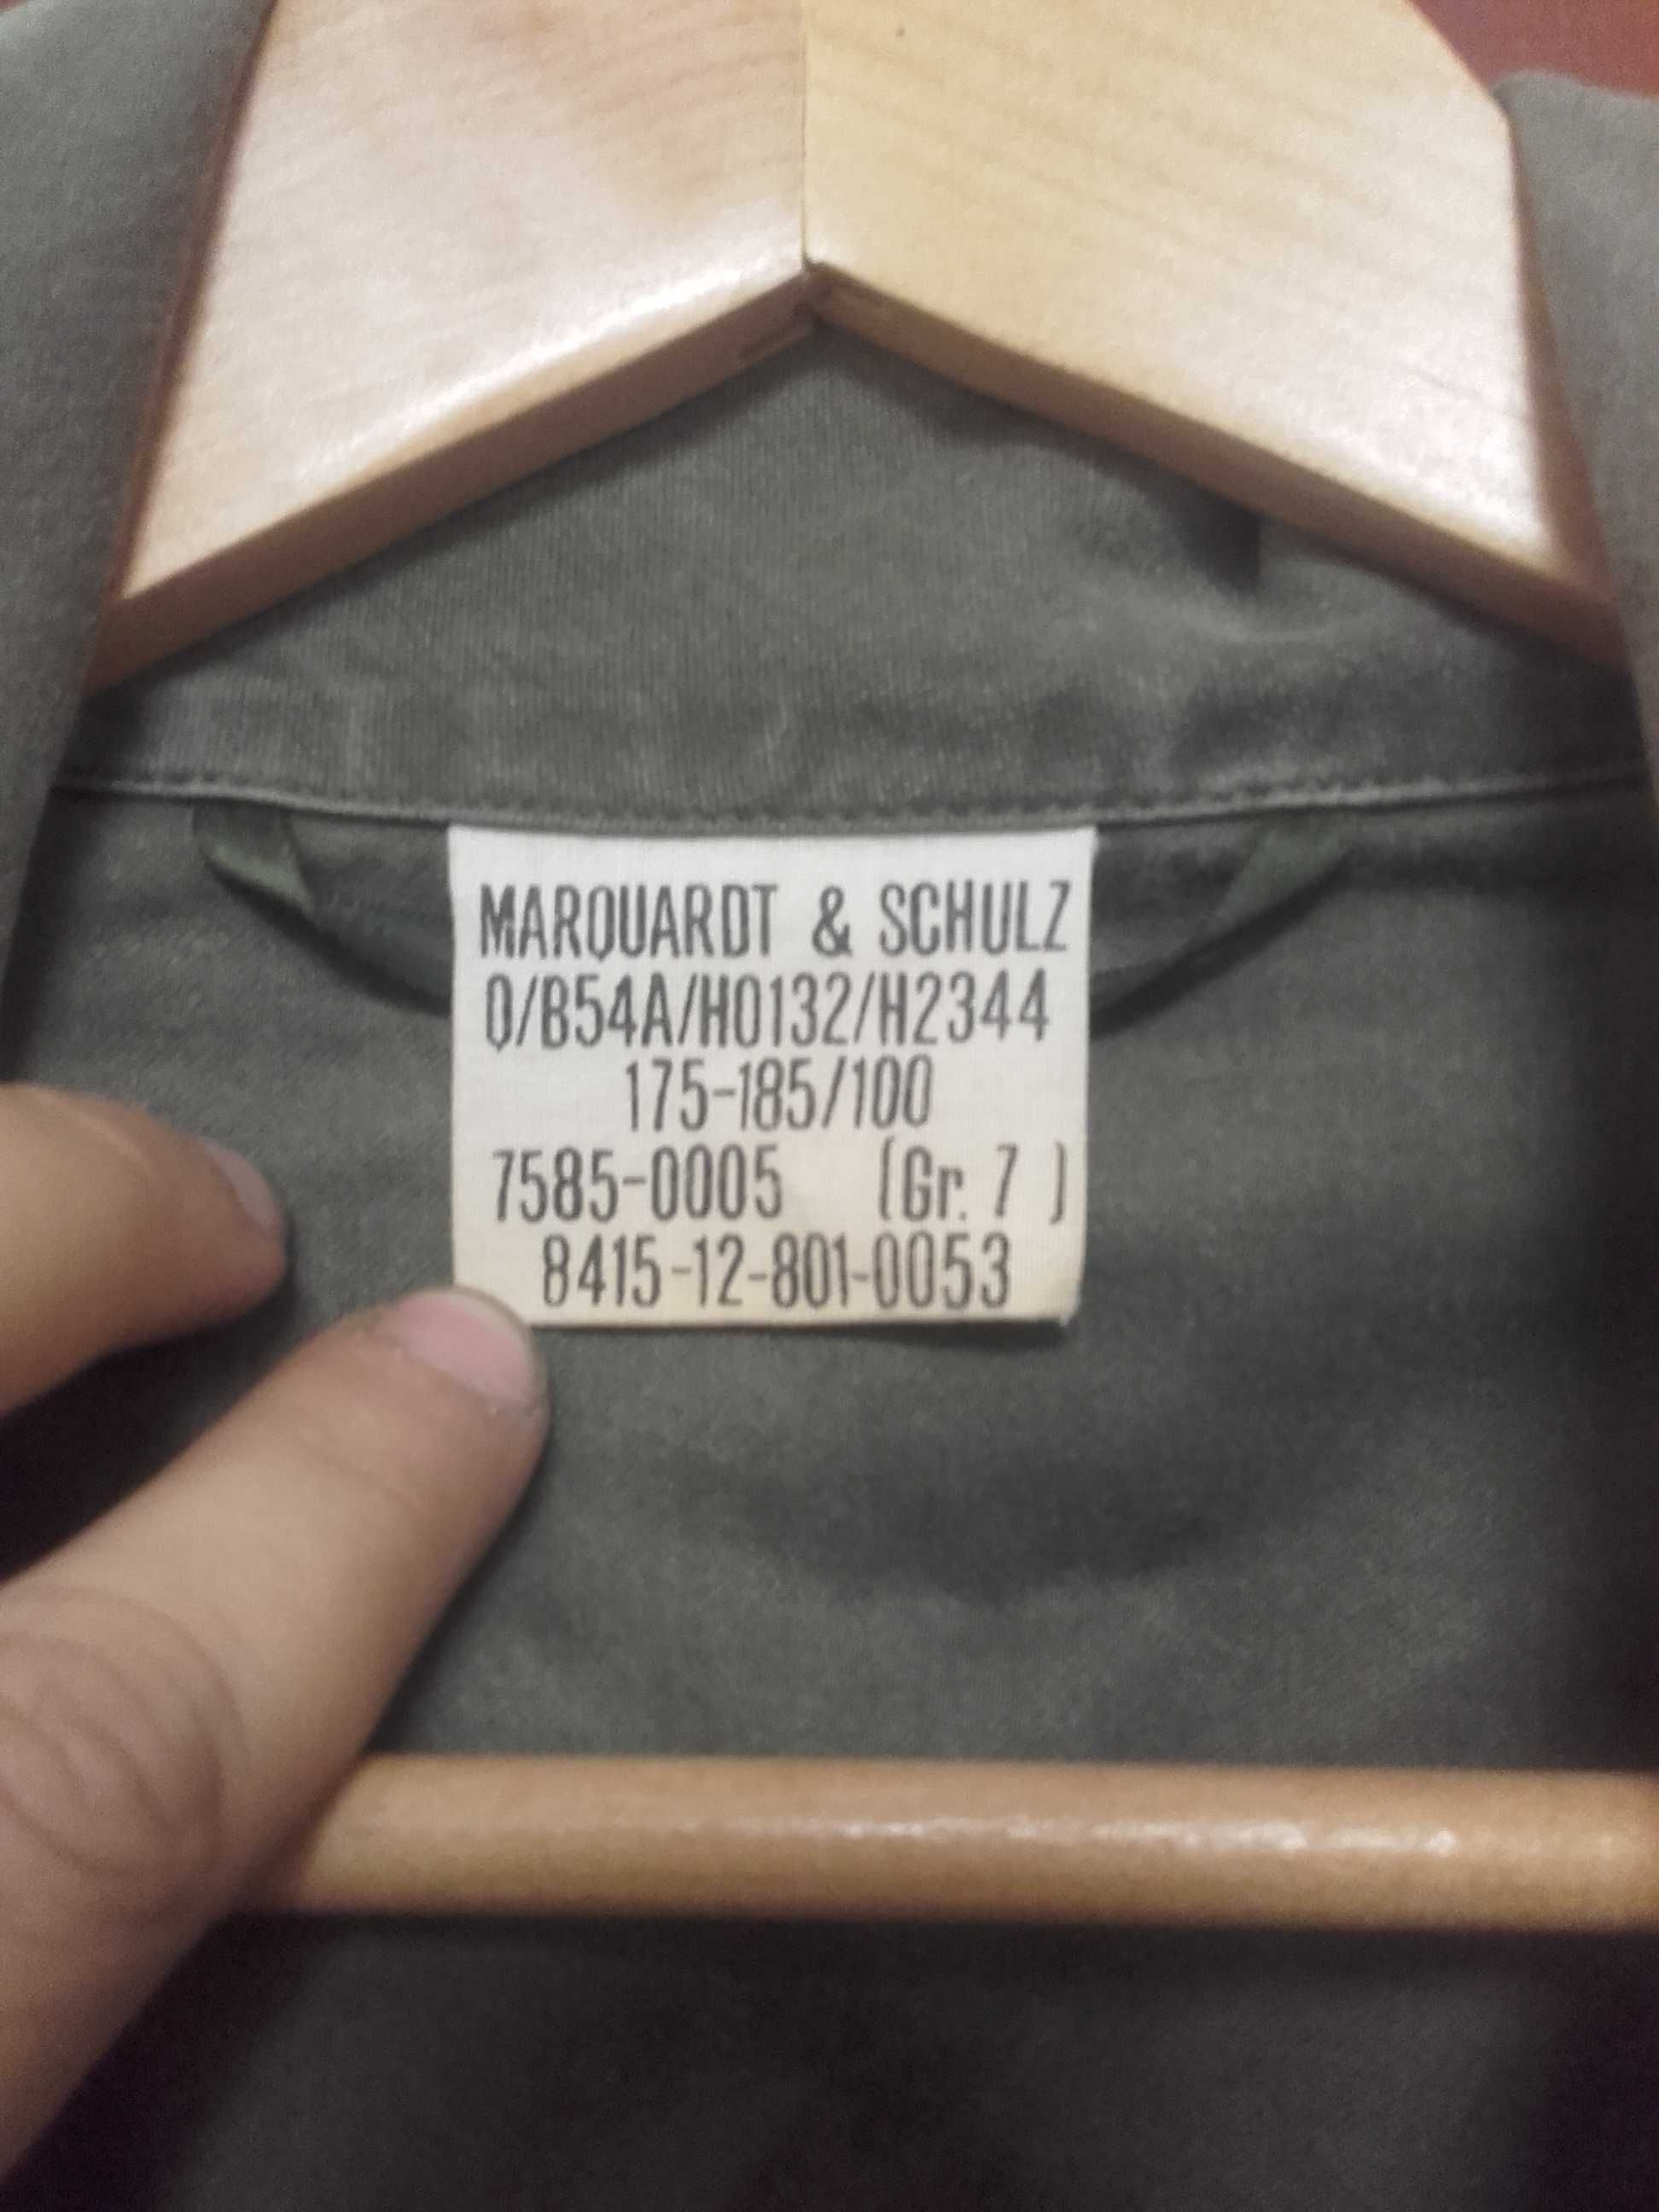 MARQUARDT & SCHULZ
0/B54A/H0132/H2344
175-185/100
7585-0005 (Gr. 7 )
8415-12-801-0053